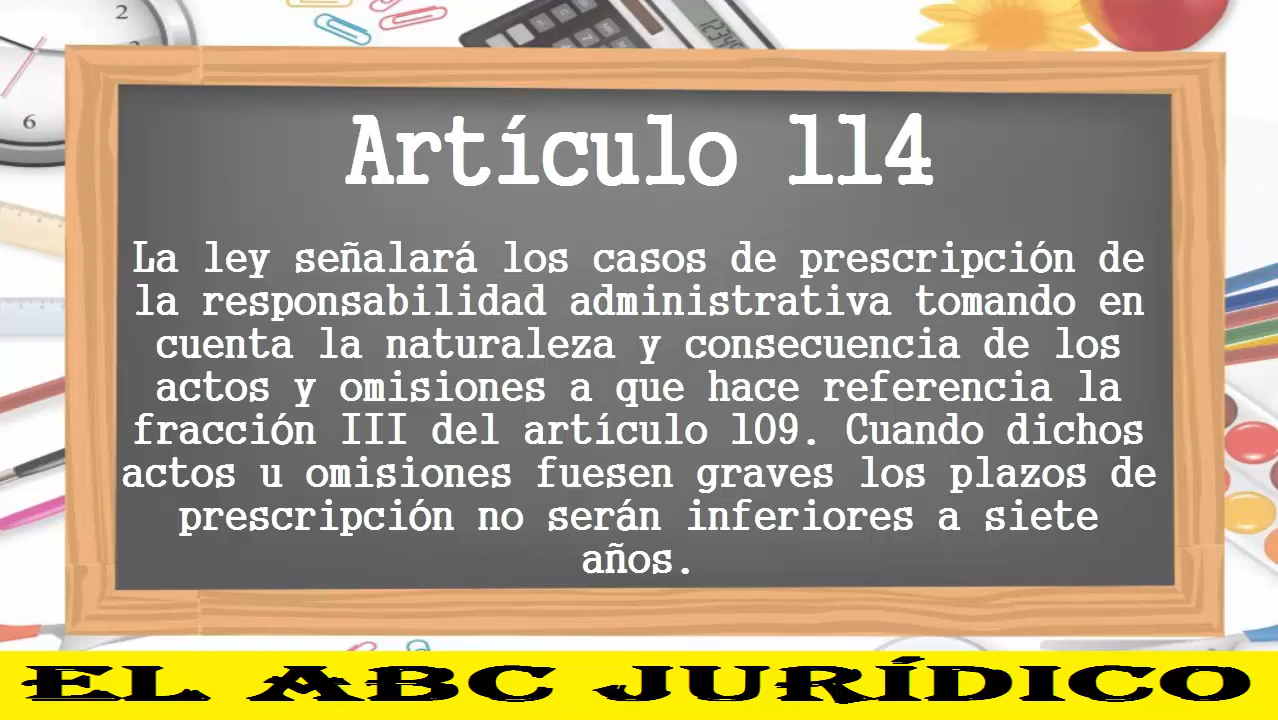 2
6
Artículo 114
La ley señalará los casos de prescripción de
la responsabilidad administrativa tomando en
cuenta la naturaleza y consecuencia de los
actos y omisiones a que hace referencia la
fracción III del artículo 109. Cuando dichos
actos u omisiones fuesen graves los plazos de
prescripción no serán inferiores a siete
años.
EL ABC JURÍDICO